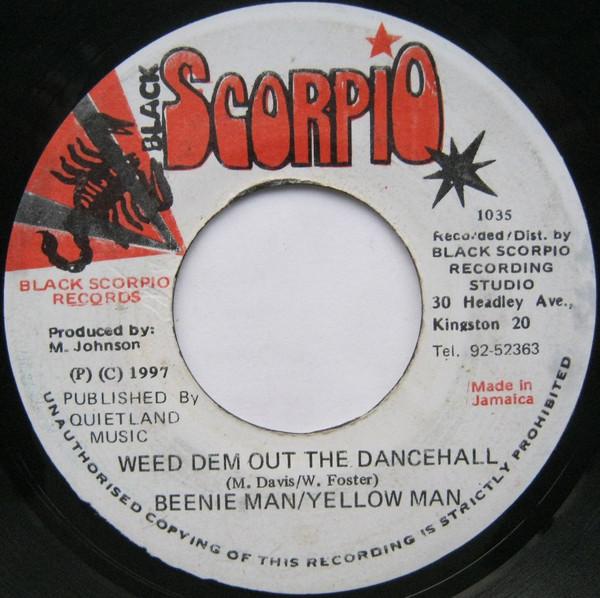 BLACK
SCORPIO
1035
Recorded/Dist. by
BLACK SCORPIO
RECORDING
STUDIO
30 Headley Ave.,
Kingston 20
Tel. 92-52363
Made in
Jamaica
BLACK SCORPIO
RECORDS
Produced by:
M. Johnson
(P) (C) 1997
PUBLISHED By
QUIETLAND
MUSIC
WEED DEM OUT THE DANCEHALL
(M. Davis/W. Foster)
BEENIE MAN/YELLOW MAN
UNAUTHORISED COPYING OF THIS RECORDING IS STRICTLY PROHIBITED